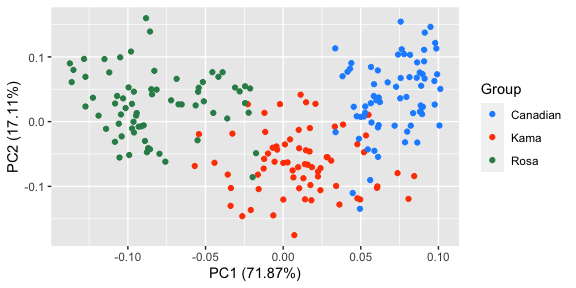 PC2 (17.11%)
0.1
0.0
-0.1
-0.10
-0.05
0.00
0.05
0.10
PC1 (71.87%)
Group
Canadian
Kama
Rosa